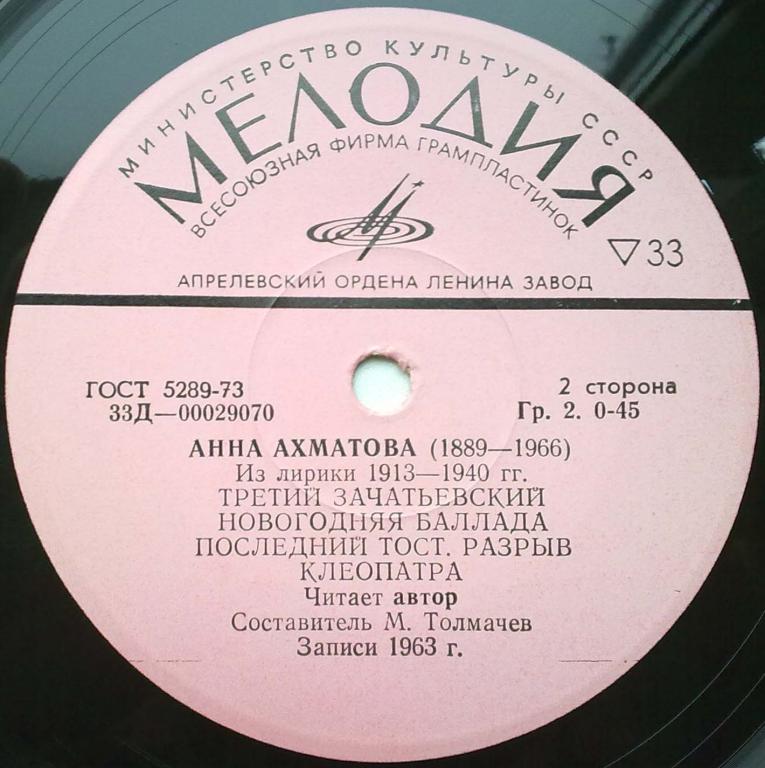 МИНИСТЕРСТВО КУЛЬТУРЫ СССР
МЕЛОДИЯ
ВСЕСОЮЗНАЯ ФИРМА ГРАМПЛАСТИНОК
▽33
АПРЕЛЕВСКИЙ ОРДЕНА ЛЕНИНА ЗАВОД
ГОСТ 5289-73
2 сторона
33Д—00029070
Гр. 2. 0-45
АННА АХМАТОВА (1889—1966)
Из лирики 1913—1940 гг.
ТРЕТИЙ ЗАЧАТЬЕВСКИЙ
НОВОГОДНЯЯ БАЛЛАДА
ПОСЛЕДНИЙ ТОСТ. РАЗРЫВ
КЛЕОПАТРА
Читает автор
Составитель М. Толмачев
Записи 1963 г.